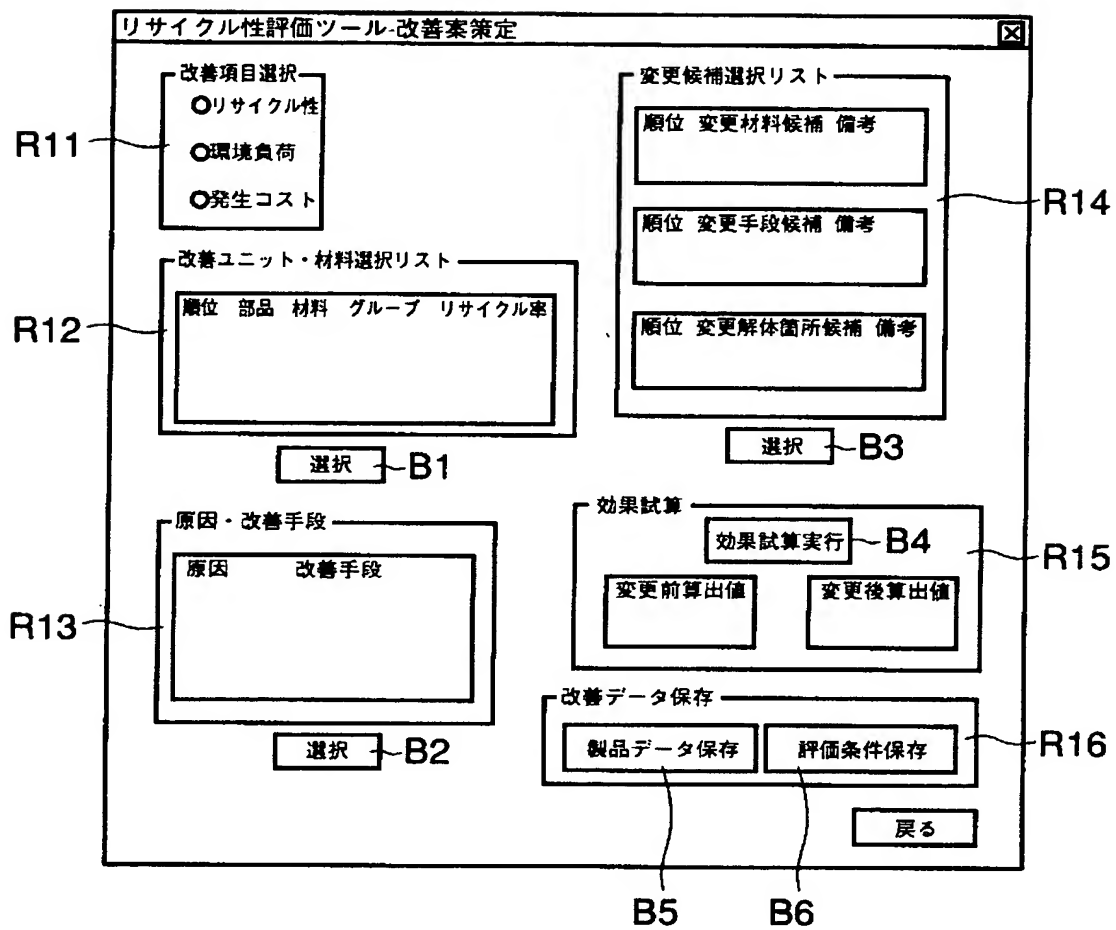 リサイクル性評価ツール-改善案策定
改善項目選択
リサイクル性
環境負荷
発生コスト
R11
改善ユニット・材料選択リスト
順位 部品 材料 グループ リサイクル率
R12
選択
B1
原因・改善手段
原因 改善手段
R13
選択
B2
変更候補選択リスト
順位 変更材料候補 備考
順位 変更手段候補 備考
順位 変更解体箇所候補 備考
R14
選択
B3
効果試算
効果試算実行
B4
変更前算出値
変更後算出値
R15
改善データ保存
製品データ保存
評価条件保存
R16
戻る
B5
B6